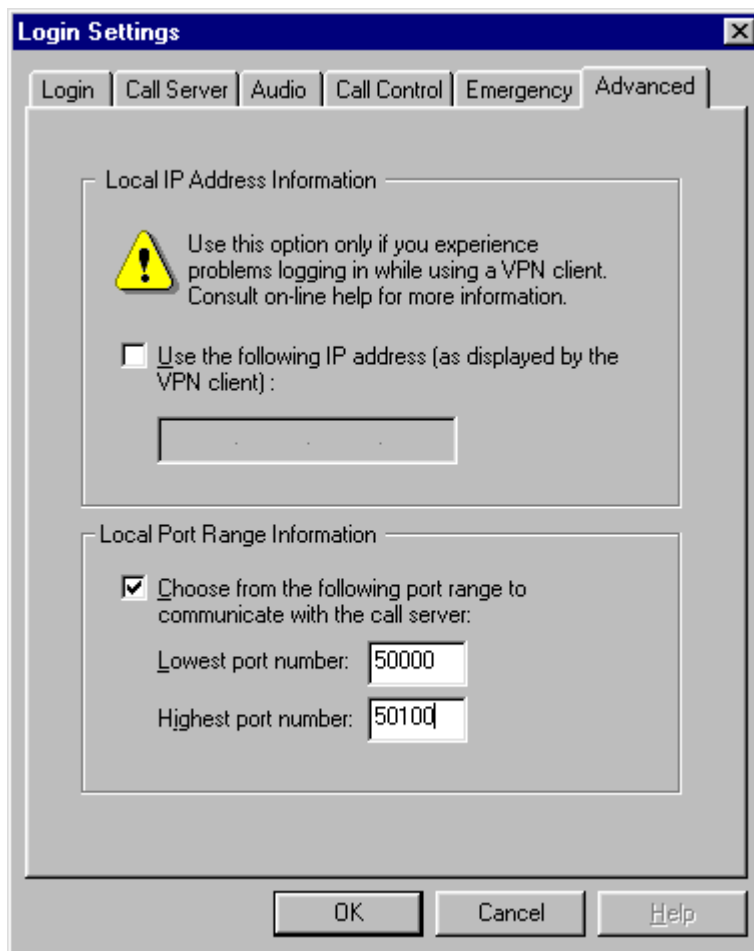 Login Settings
Login Call Server Audio Call Control Emergency Advanced
Local IP Address Information
Use this option only if you experience
problems logging in while using a VPN client.
Consult on-line help for more information.
Use the following IP address (as displayed by the
VPN client) :
. . .
Local Port Range Information
Choose from the following port range to
communicate with the call server:
Lowest port number: 50000
Highest port number: 50100
OK Cancel Help